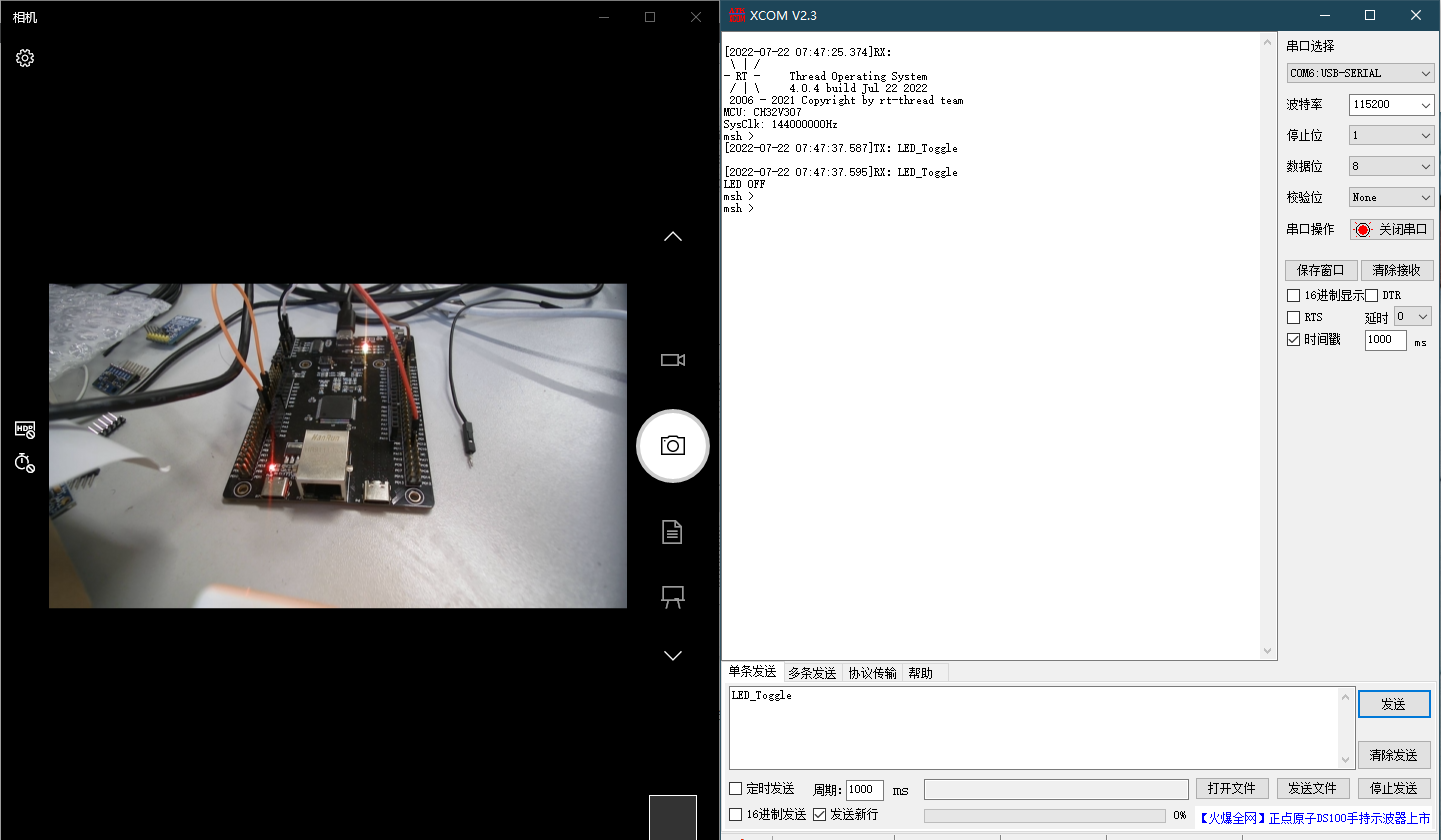 相机
XCOM V2.3
[2022-07-22 07:47:25.374]RX:
 \ | /
- RT -     Thread Operating System
 / | \     4.0.4 build Jul 22 2022
 2006 - 2021 Copyright by rt-thread team
MCU: CH32V307
SysClk: 144000000Hz
msh >
[2022-07-22 07:47:37.587]TX: LED_Toggle
[2022-07-22 07:47:37.595]RX: LED_Toggle
LED OFF
msh >
msh >
串口选择
COM6:USB-SERIAL
波特率 115200
停止位 1
数据位 8
校验位 None
串口操作 关闭串口
保存窗口 清除接收
16进制显示 DTR
RTS 延时 0
时间戳 1000 ms
单条发送 多条发送 协议传输 帮助
LED_Toggle
发送
清除发送
定时发送 周期: 1000 ms 打开文件 发送文件 停止发送
16进制发送 发送新行 0% 【火爆全网】正点原子DS100手持示波器上市